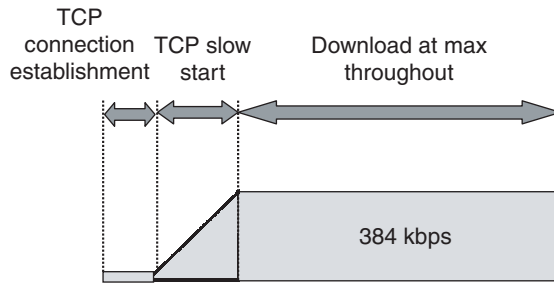 TCP
connection
establishment
TCP slow
start
Download at max
throughout
384 kbps